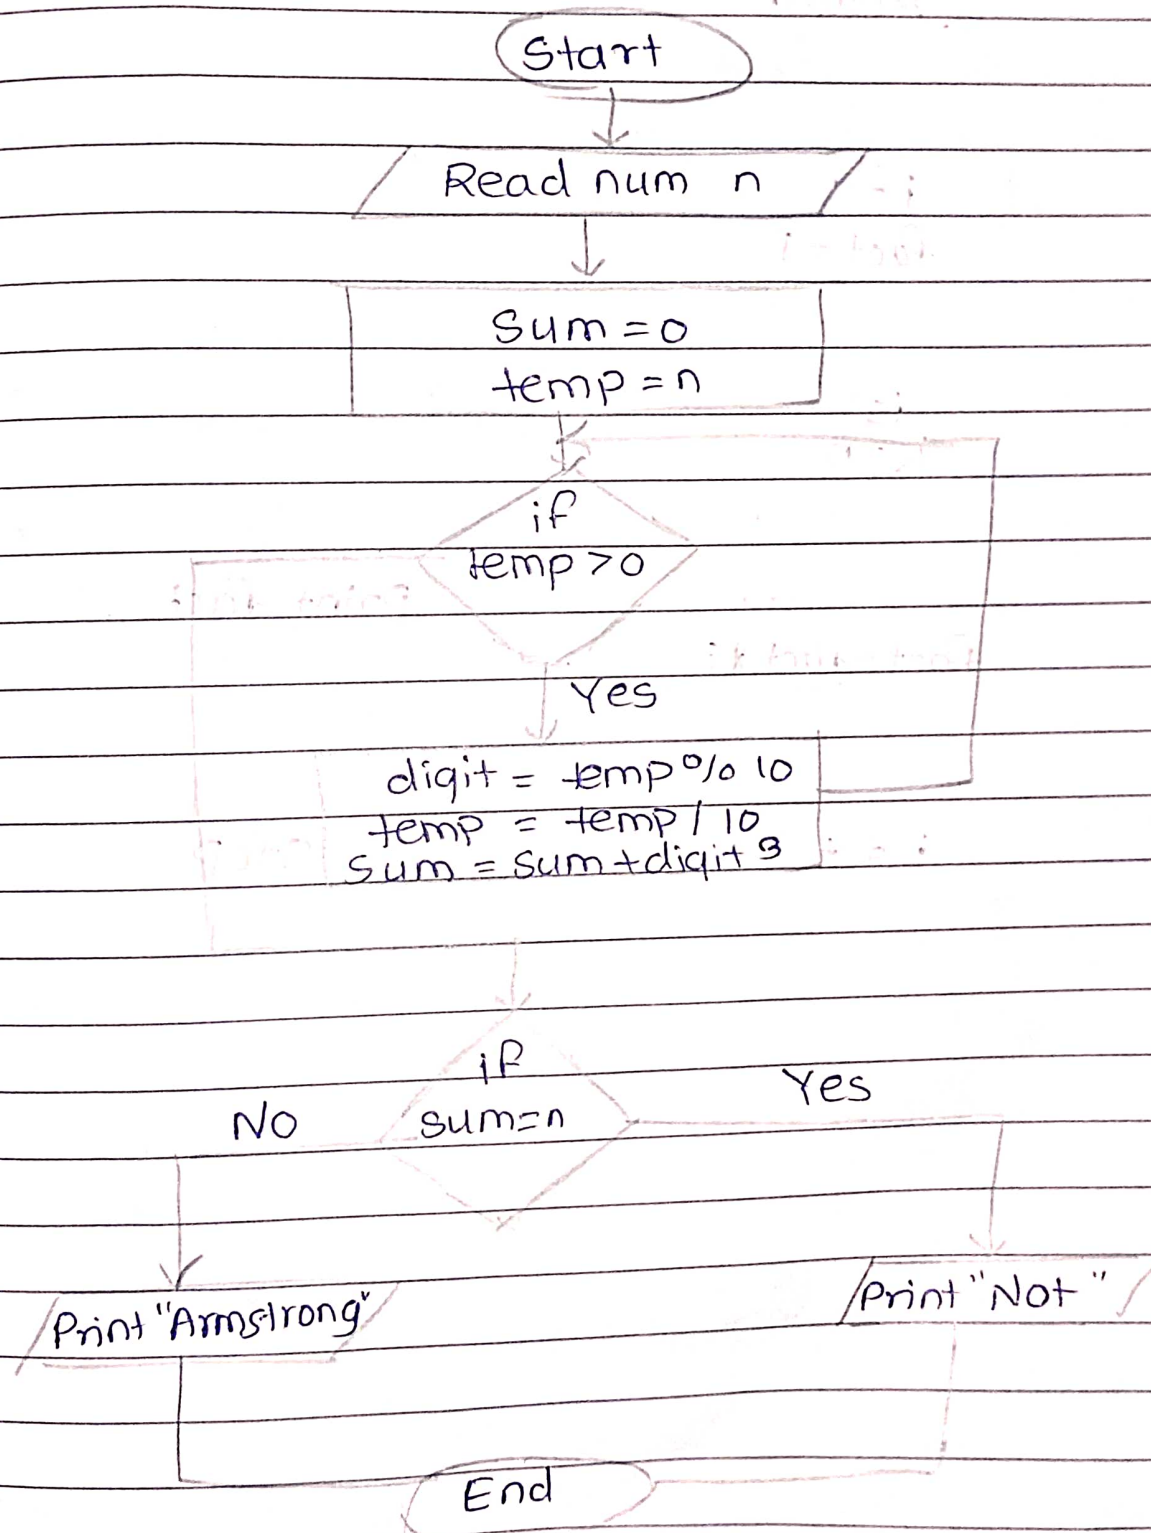 Start
Read num n
Sum = 0
temp = n
if
temp > 0
Yes
digit = temp % 10
temp = temp / 10
Sum = Sum + digit 3
if
sum = n
Yes
No
Print "Armstrong"
Print "Not"
End